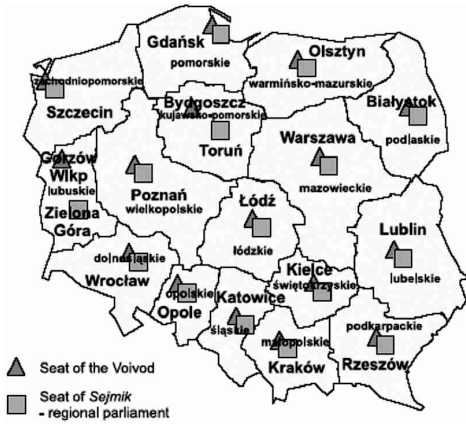 Gdańsk
pomorskie
Olsztyn
warmińsko-mazurskie
zachodniopomorskie
Szczecin
Bydgoszcz
kujawsko-pomorskie
Toruń
Białystok
podlaskie
Warszawa
mazowieckie
Gorzów
Wlkp
lubuskie
Zielona
Góra
Poznań
wielkopolskie
Łódź
łódzkie
Lublin
lubelskie
dolnośląskie
Wrocław
opolskie
Opole
Katowice
śląskie
Kielce
świętokrzyskie
małopolskie
Kraków
podkarpackie
Rzeszów
Seat of the Voivod
Seat of Sejmik
- regional parliament